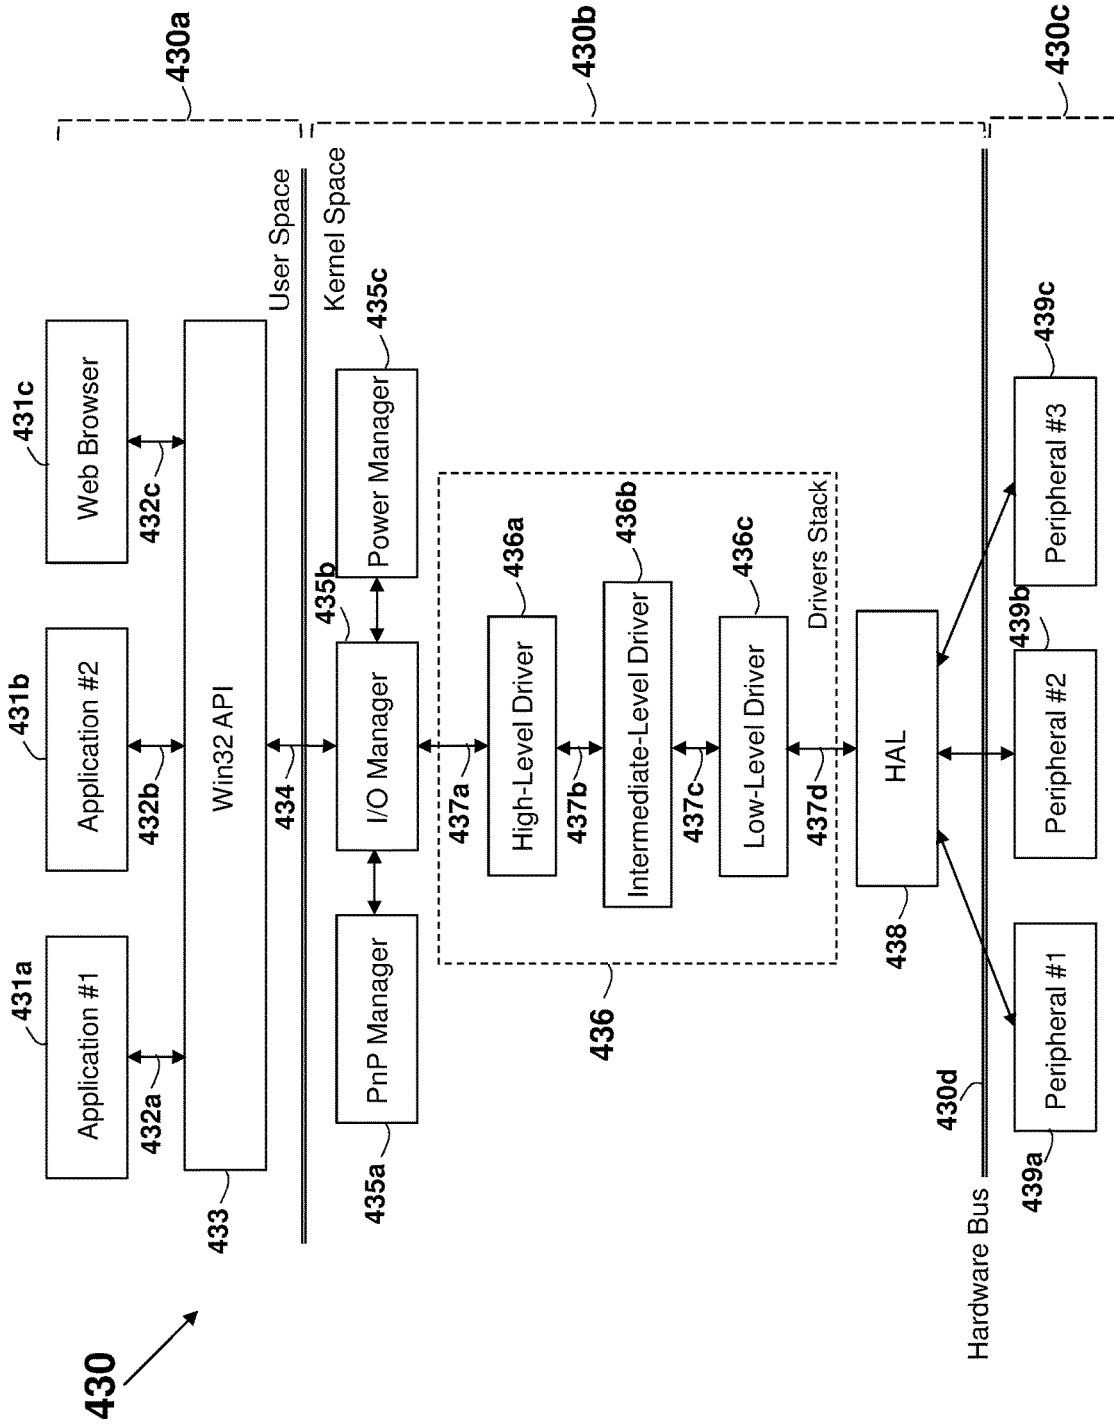 430
430a
431a
431b
431c
Application #1
Application #2
Web Browser
432a
432b
432c
433
Win32 API
User Space
434
Kernel Space
430b
435a
435b
435c
PnP Manager
I/O Manager
Power Manager
437a
436a
High-Level Driver
437b
436b
Intermediate-Level Driver
437c
436c
Low-Level Driver
436
437d
Drivers Stack
438
HAL
430d
Hardware Bus
430c
439a
439b
439c
Peripheral #1
Peripheral #2
Peripheral #3